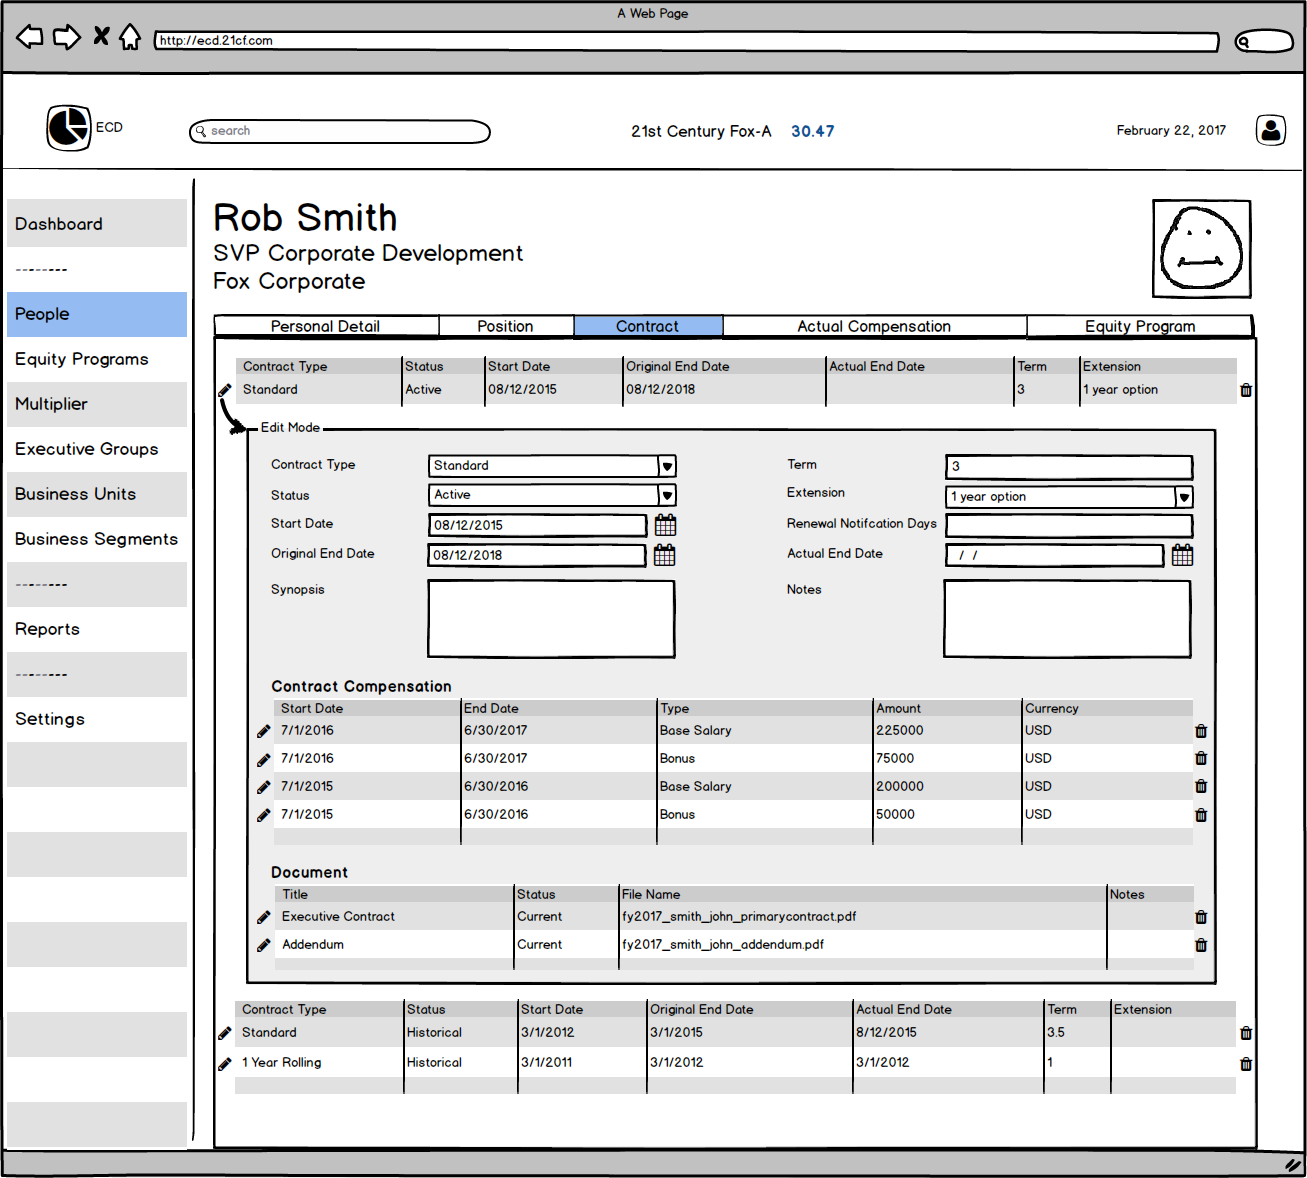 A Web Page
http://ecd.21cf.com
ECD
search
21st Century Fox-A 30.47
February 22, 2017
Dashboard
--------
People
Equity Programs
Multiplier
Executive Groups
Business Units
Business Segments
--------
Reports
--------
Settings
Rob Smith
SVP Corporate Development
Fox Corporate
Personal Detail Position Contract Actual Compensation Equity Program
Contract Type Status Start Date Original End Date Actual End Date Term Extension
Standard Active 08/12/2015 08/12/2018 3 1 year option
Edit Mode
Contract Type Standard Term 3
Status Active Extension 1 year option
Start Date 08/12/2015 Renewal Notifcation Days
Original End Date 08/12/2018 Actual End Date / /
Synopsis Notes
Contract Compensation
Start Date End Date Type Amount Currency
7/1/2016 6/30/2017 Base Salary 225000 USD
7/1/2016 6/30/2017 Bonus 75000 USD
7/1/2015 6/30/2016 Base Salary 200000 USD
7/1/2015 6/30/2016 Bonus 50000 USD
Document
Title Status File Name Notes
Executive Contract Current fy2017_smith_john_primarycontract.pdf
Addendum Current fy2017_smith_john_addendum.pdf
Contract Type Status Start Date Original End Date Actual End Date Term Extension
Standard Historical 3/1/2012 3/1/2015 8/12/2015 3.5
1 Year Rolling Historical 3/1/2011 3/1/2012 3/1/2012 1